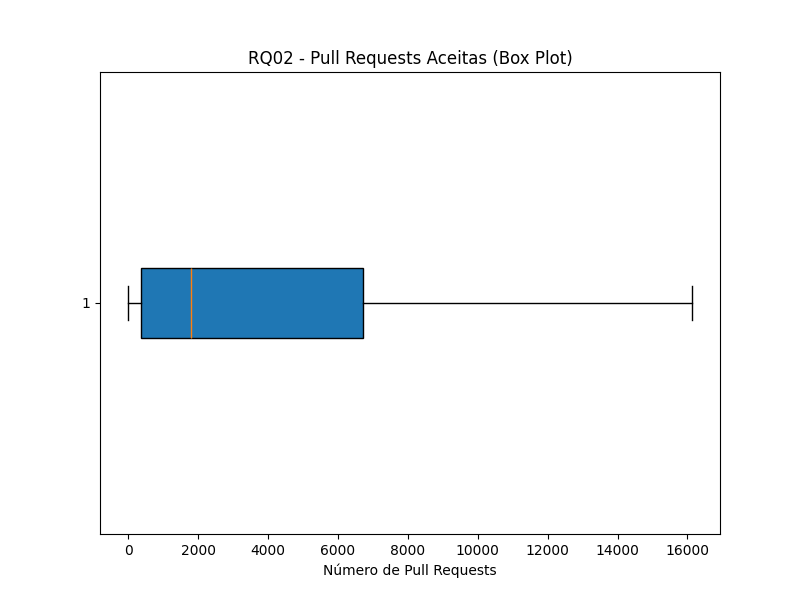 RQ02 - Pull Requests Aceitas (Box Plot)
1
0 2000 4000 6000 8000 10000 12000 14000 16000
Número de Pull Requests